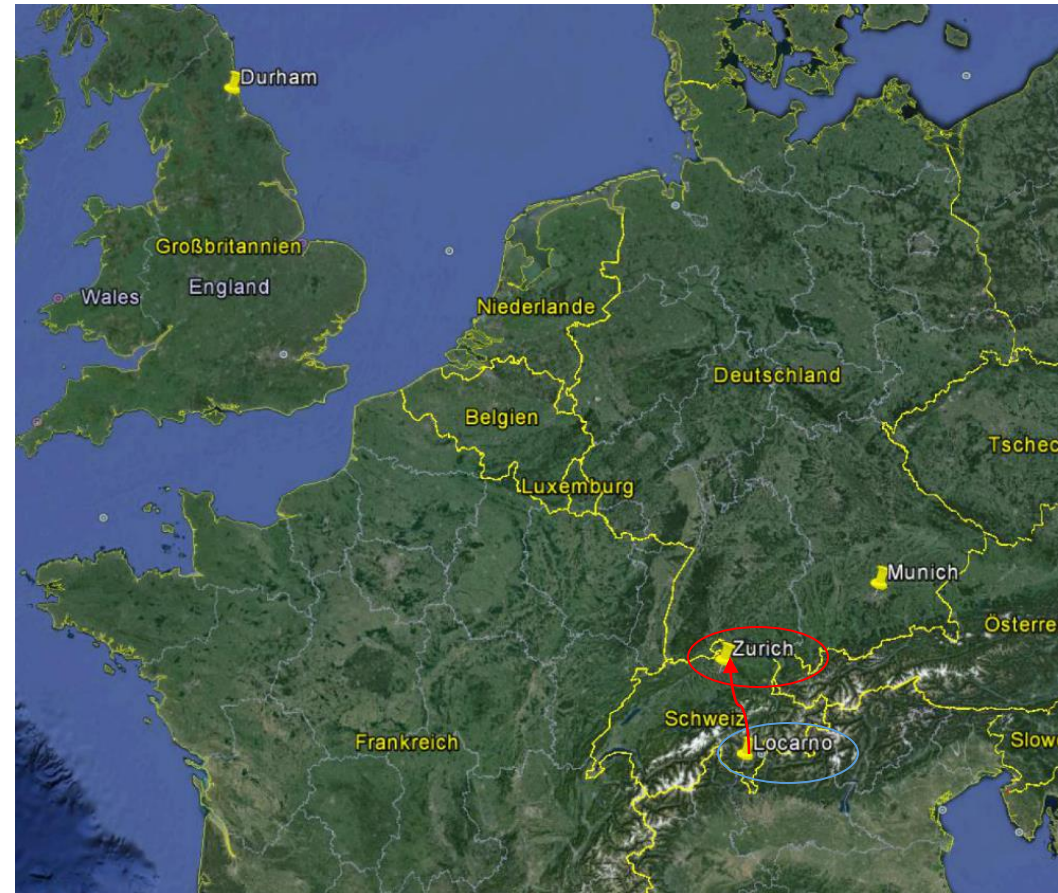 Durham
Großbritannien
Wales
England
Niederlande
Deutschland
Belgien
Tschec
Luxemburg
Munich
Österre
Zurich
Schweiz
Frankreich
Locarno
Slowe